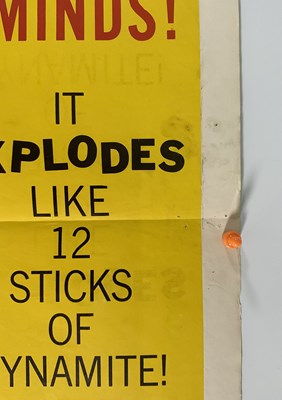 MINDS!
IT
XPLODES
LIKE
12
STICKS
OF
YNAMITE!